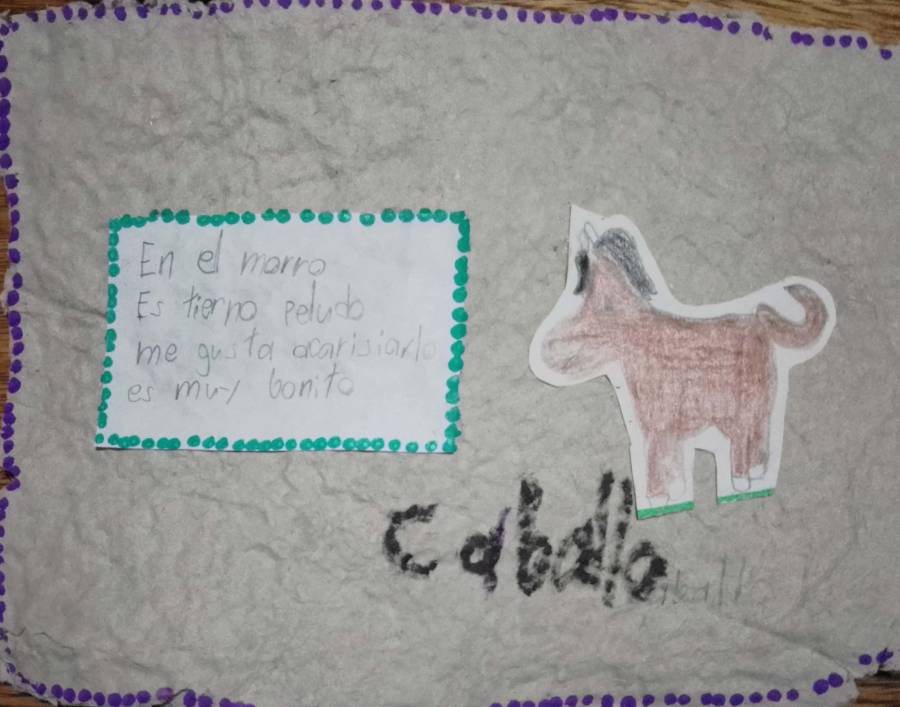 En el morro
Es tierno peludo
me gusta acarisiarlo
es muy bonito
Caballo